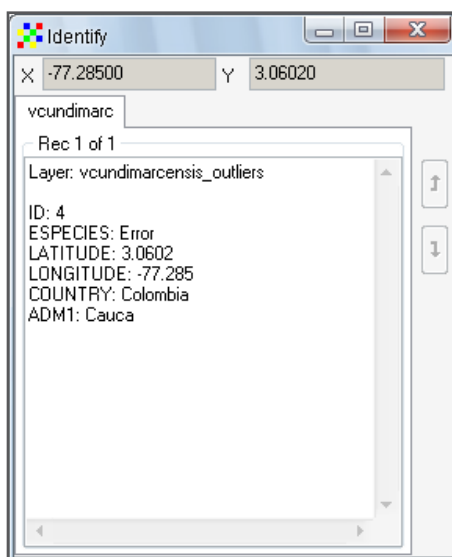 Identify
X -77.28500 Y 3.06020
vcundimarc
Rec 1 of 1
Layer: vcundimarcensis_outliers
ID: 4
ESPECIES: Error
LATITUDE: 3.0602
LONGITUDE: -77.285
COUNTRY: Colombia
ADM1: Cauca